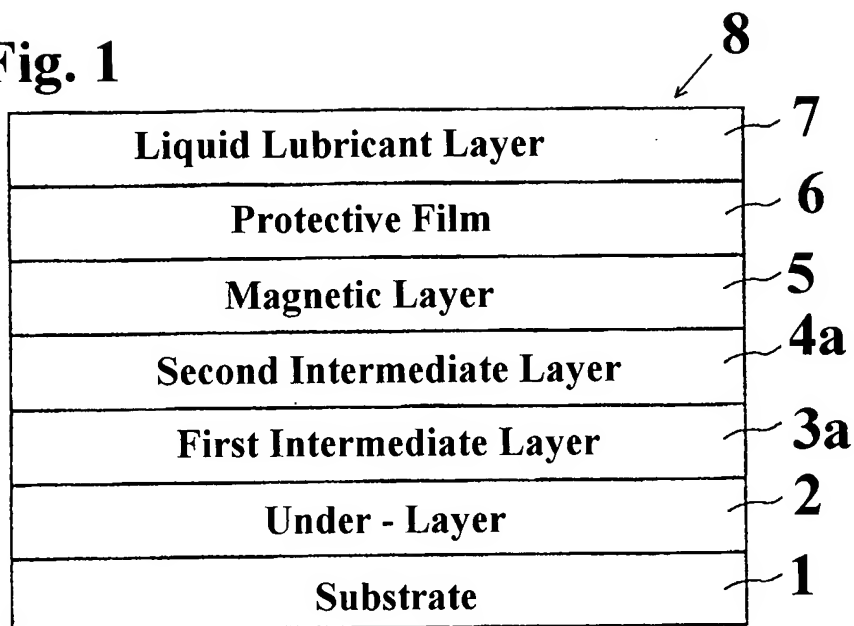 Fig. 1
8
Liquid Lubricant Layer 7
Protective Film 6
Magnetic Layer 5
Second Intermediate Layer 4a
First Intermediate Layer 3a
Under - Layer 2
Substrate 1